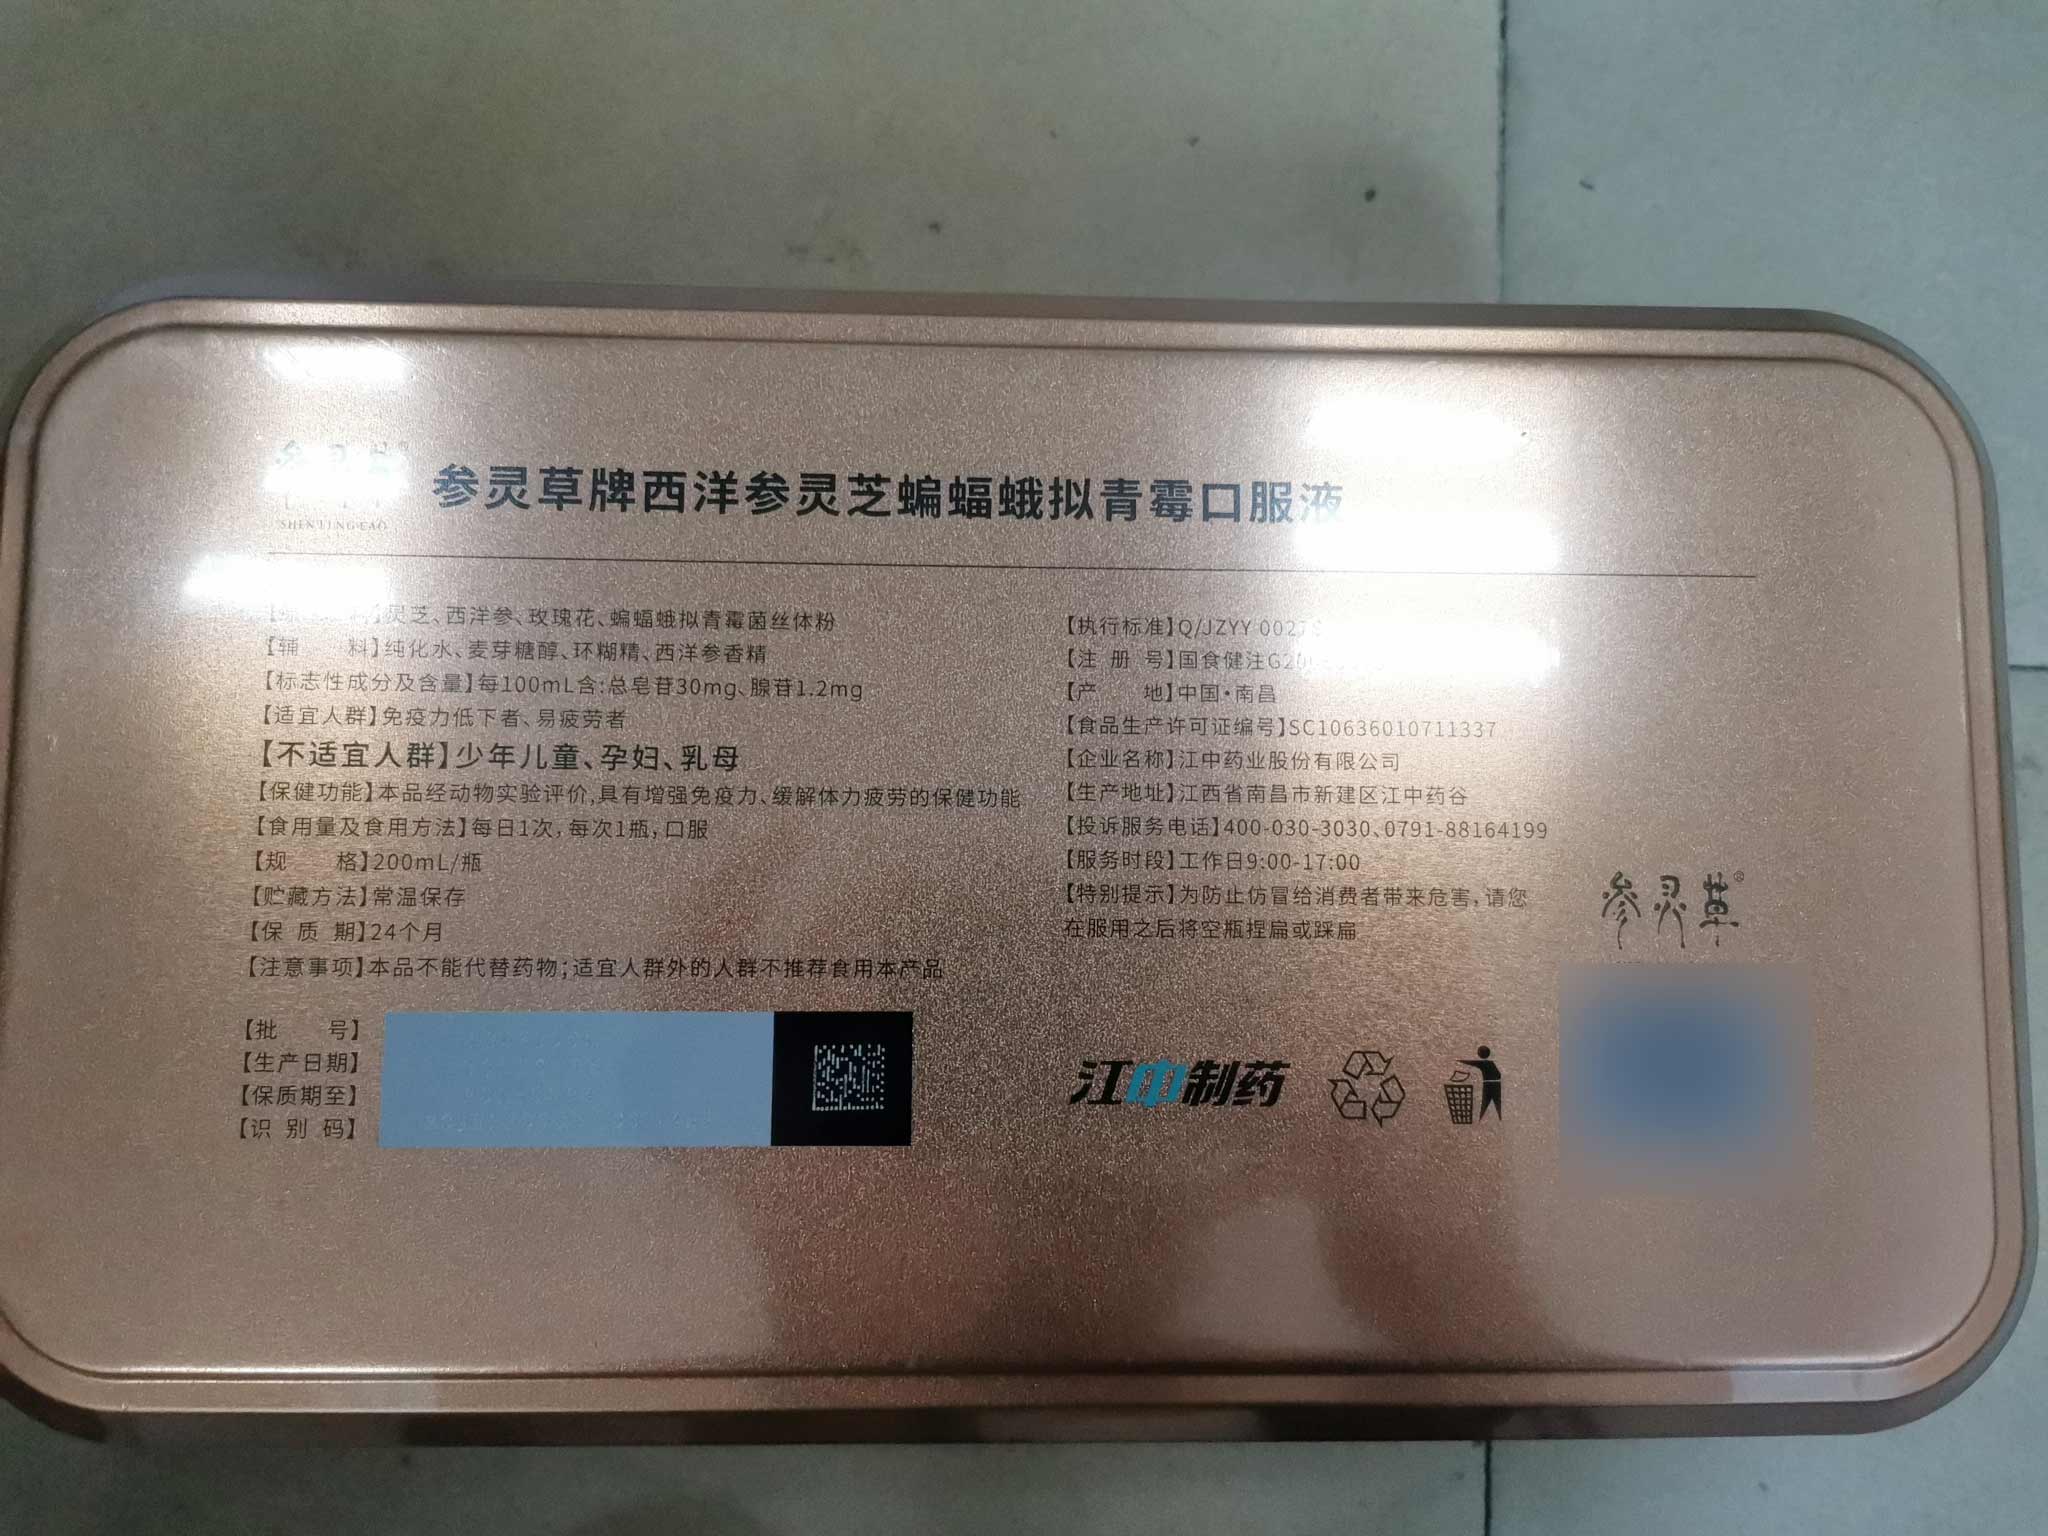 SHEN LING CAO
参灵草牌西洋参灵芝蝙蝠蛾拟青霉口服液
灵芝、西洋参、玫瑰花、蝙蝠蛾拟青霉菌丝体粉
【辅 料】纯化水、麦芽糖醇、环糊精、西洋参香精
【标志性成分及含量】每100mL含:总皂苷30mg、腺苷1.2mg
【适宜人群】免疫力低下者、易疲劳者
【不适宜人群】少年儿童、孕妇、乳母
【保健功能】本品经动物实验评价,具有增强免疫力、缓解体力疲劳的保健功能
【食用量及食用方法】每日1次,每次1瓶,口服
【规 格】200mL/瓶
【贮藏方法】常温保存
【保 质 期】24个月
【注意事项】本品不能代替药物;适宜人群外的人群不推荐食用本产品
【批 号】
【生产日期】
【保质期至】
【识 别 码】
【执行标准】Q/JZYY 0027
【注 册 号】国食健注
【产 地】中国·南昌
【食品生产许可证编号】SC10636010711337
【企业名称】江中药业股份有限公司
【生产地址】江西省南昌市新建区江中药谷
【投诉服务电话】400-030-3030、0791-88164199
【服务时段】工作日9:00-17:00
【特别提示】为防止仿冒给消费者带来危害,请您
在服用之后将空瓶捏扁或踩扁
参灵草®
江中制药